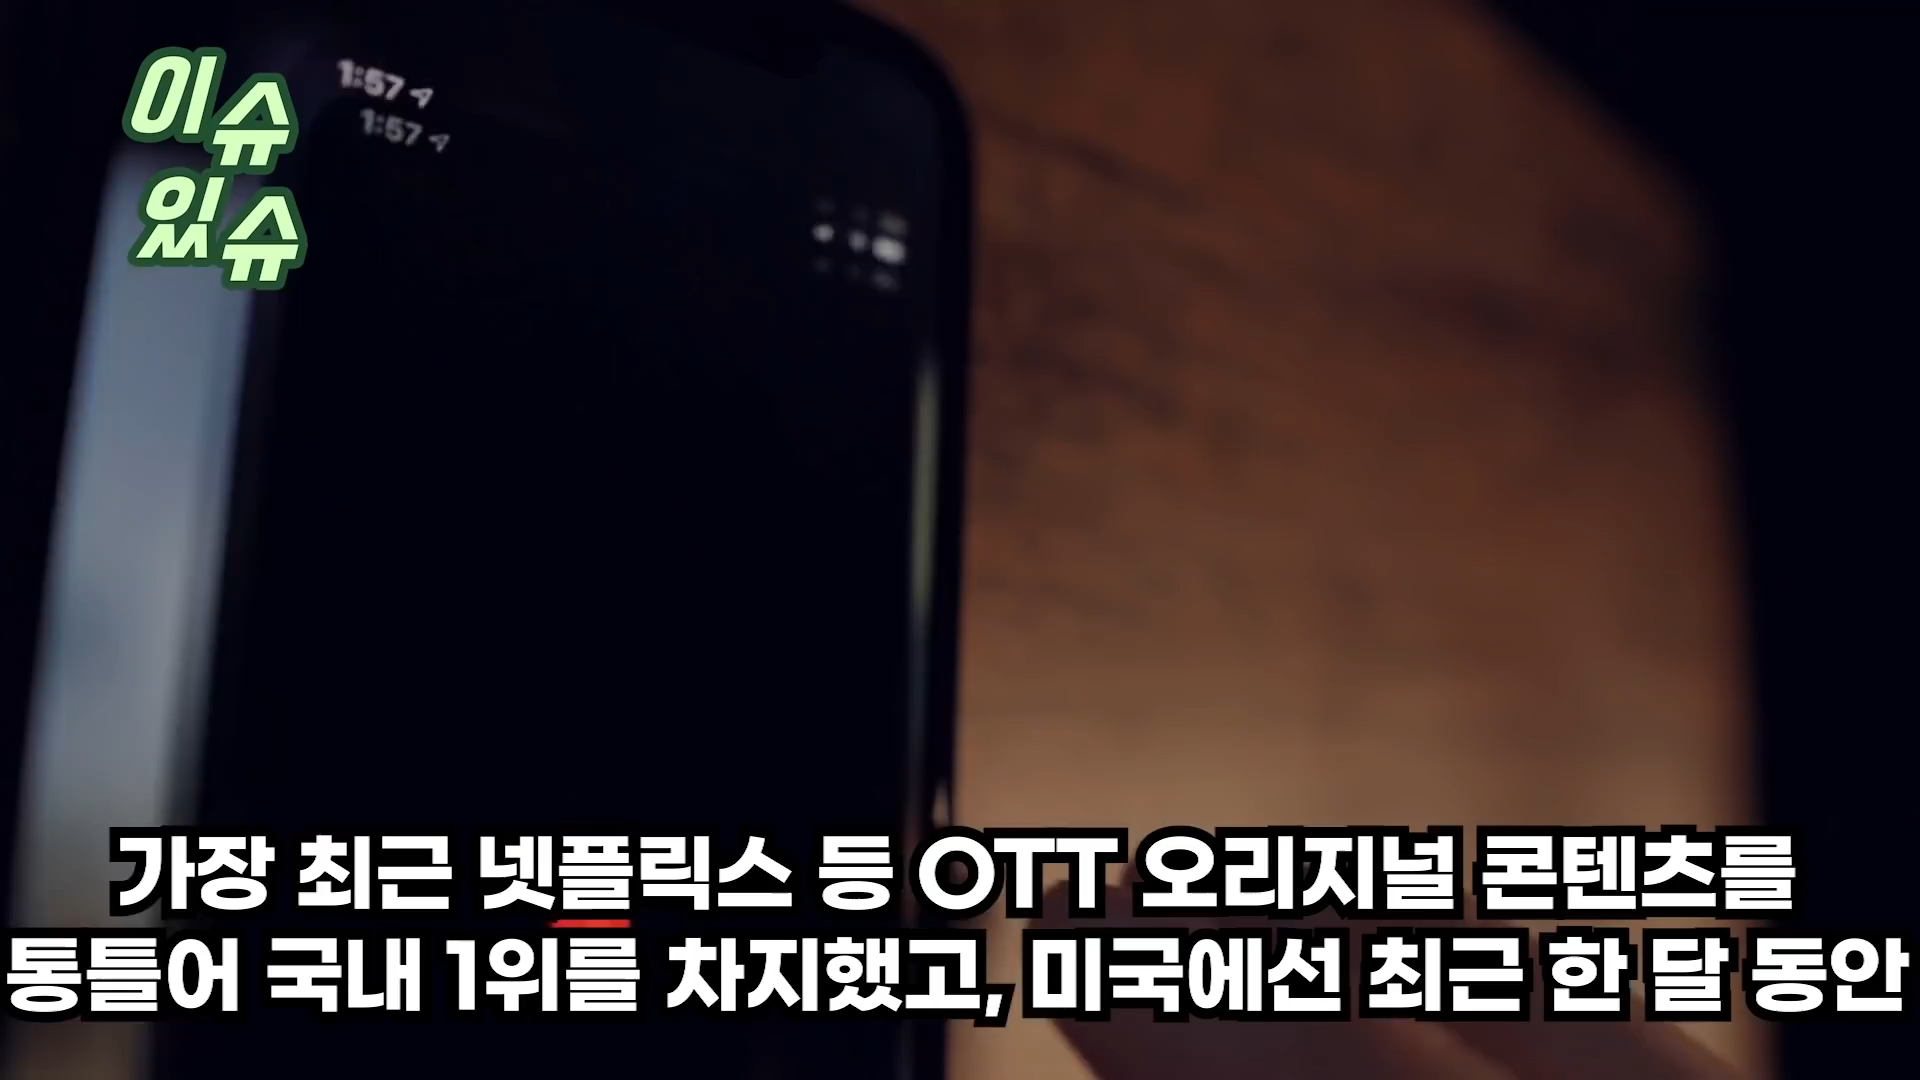 이슈
있슈
1:57
1:57
가장 최근 넷플릭스 등 OTT 오리지널 콘텐츠를
통틀어 국내 1위를 차지했고, 미국에선 최근 한 달 동안